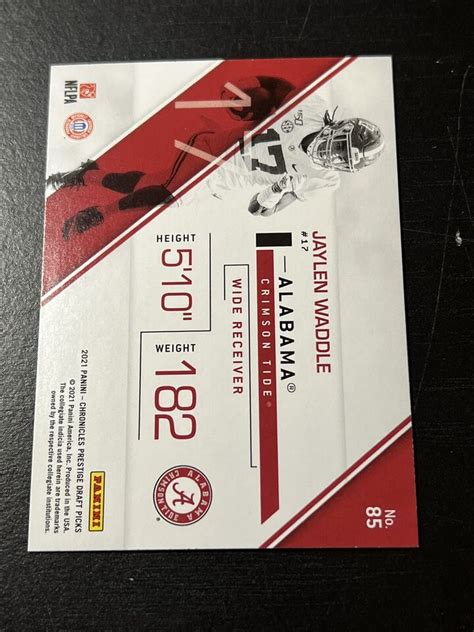 No.
85
17
17
JAYLEN WADDLE
#17
ALABAMA®
CRIMSON TIDE®
WIDE RECEIVER
HEIGHT
5'10"
WEIGHT
182
ALABAMA
A
CRIMSON TIDE
NFLPA
2021 PANINI – CHRONICLES PRESTIGE DRAFT PICKS
© 2021 Panini America, Inc. Produced in the USA.
The collegiate indicia used herein are trademarks
owned by the respective collegiate institutions.
PANINI